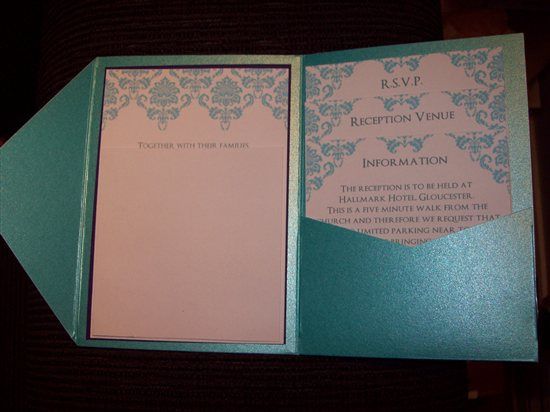 Together with their families
R.S.V.P.
Reception Venue
Information
The reception is to be held at
Hallmark Hotel, Gloucester.
This is a five minute walk from the
church and therefore we request that
limited parking near
bringing